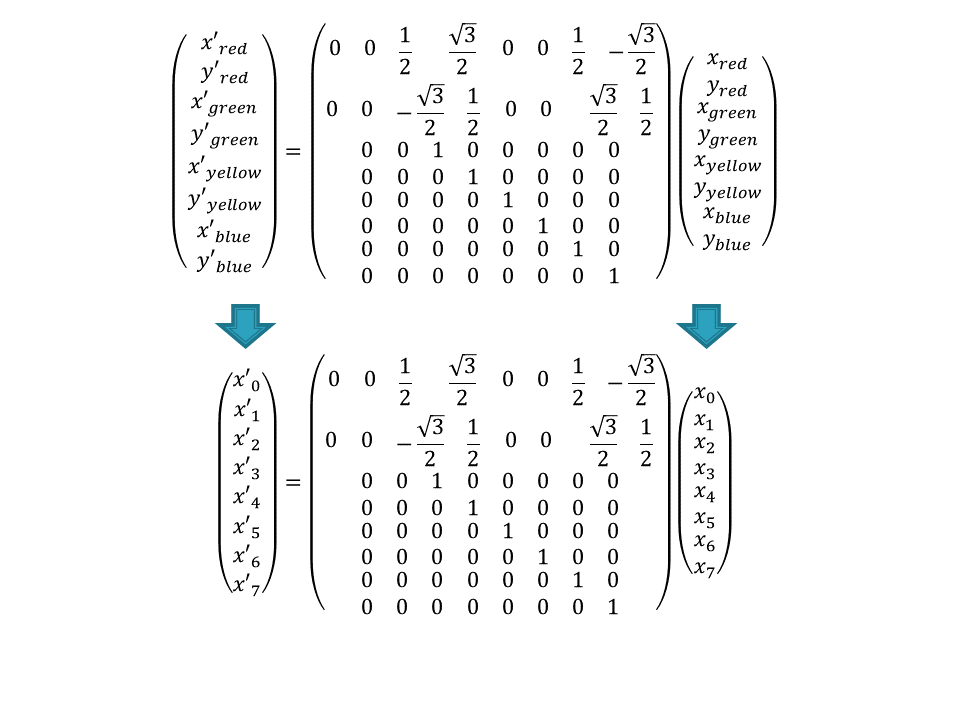 x′red 0 0 1/2 √3/2 0 0 1/2 −√3/2 xred
y′red 0 0 −√3/2 1/2 0 0 √3/2 1/2 yred
x′green 0 0 1 0 0 0 0 0 xgreen
y′green = 0 0 0 1 0 0 0 0 ygreen
x′yellow 0 0 0 0 1 0 0 0 xyellow
y′yellow 0 0 0 0 0 1 0 0 yyellow
x′blue 0 0 0 0 0 0 1 0 xblue
y′blue 0 0 0 0 0 0 0 1 yblue
x′0 0 0 1/2 √3/2 0 0 1/2 −√3/2 x0
x′1 0 0 −√3/2 1/2 0 0 √3/2 1/2 x1
x′2 0 0 1 0 0 0 0 0 x2
x′3 = 0 0 0 1 0 0 0 0 x3
x′4 0 0 0 0 1 0 0 0 x4
x′5 0 0 0 0 0 1 0 0 x5
x′6 0 0 0 0 0 0 1 0 x6
x′7 0 0 0 0 0 0 0 1 x7